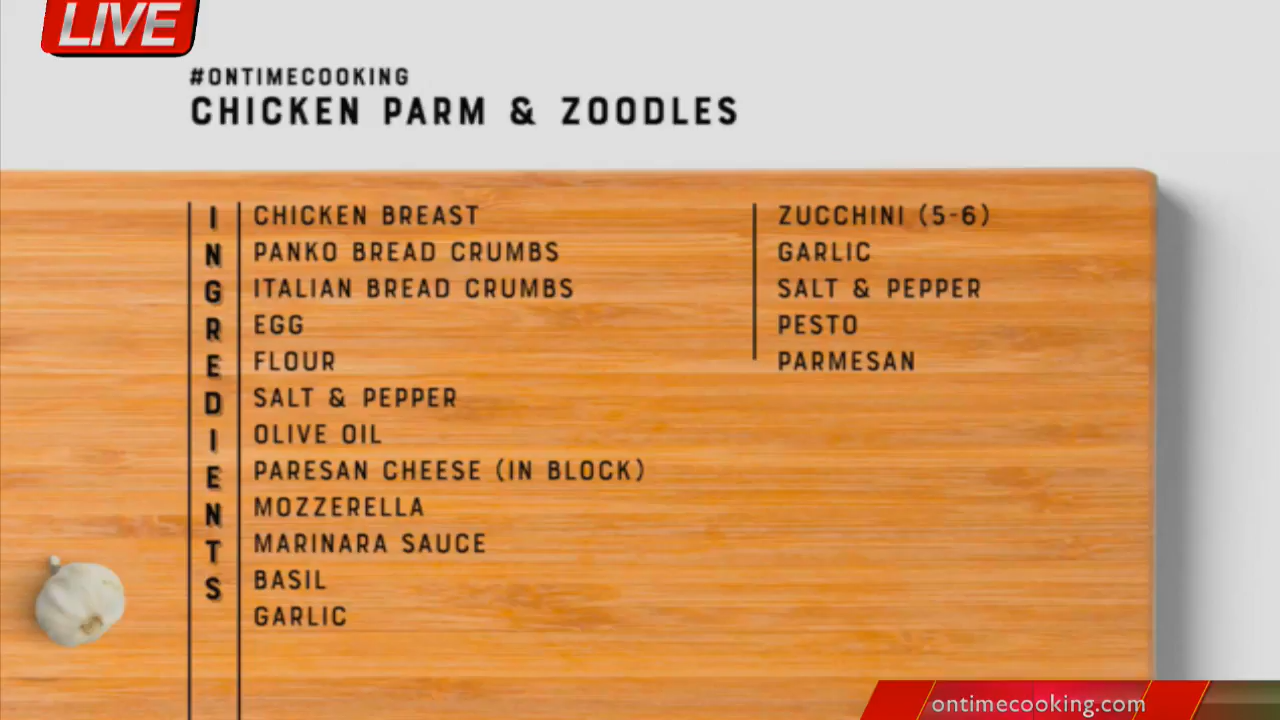 LIVE
#ONTIMECOOKING
CHICKEN PARM & ZOODLES
INGREDIENTS
CHICKEN BREAST
PANKO BREAD CRUMBS
ITALIAN BREAD CRUMBS
EGG
FLOUR
SALT & PEPPER
OLIVE OIL
PARESAN CHEESE (IN BLOCK)
MOZZERELLA
MARINARA SAUCE
BASIL
GARLIC
ZUCCHINI (5-6)
GARLIC
SALT & PEPPER
PESTO
PARMESAN
ontimecooking.com